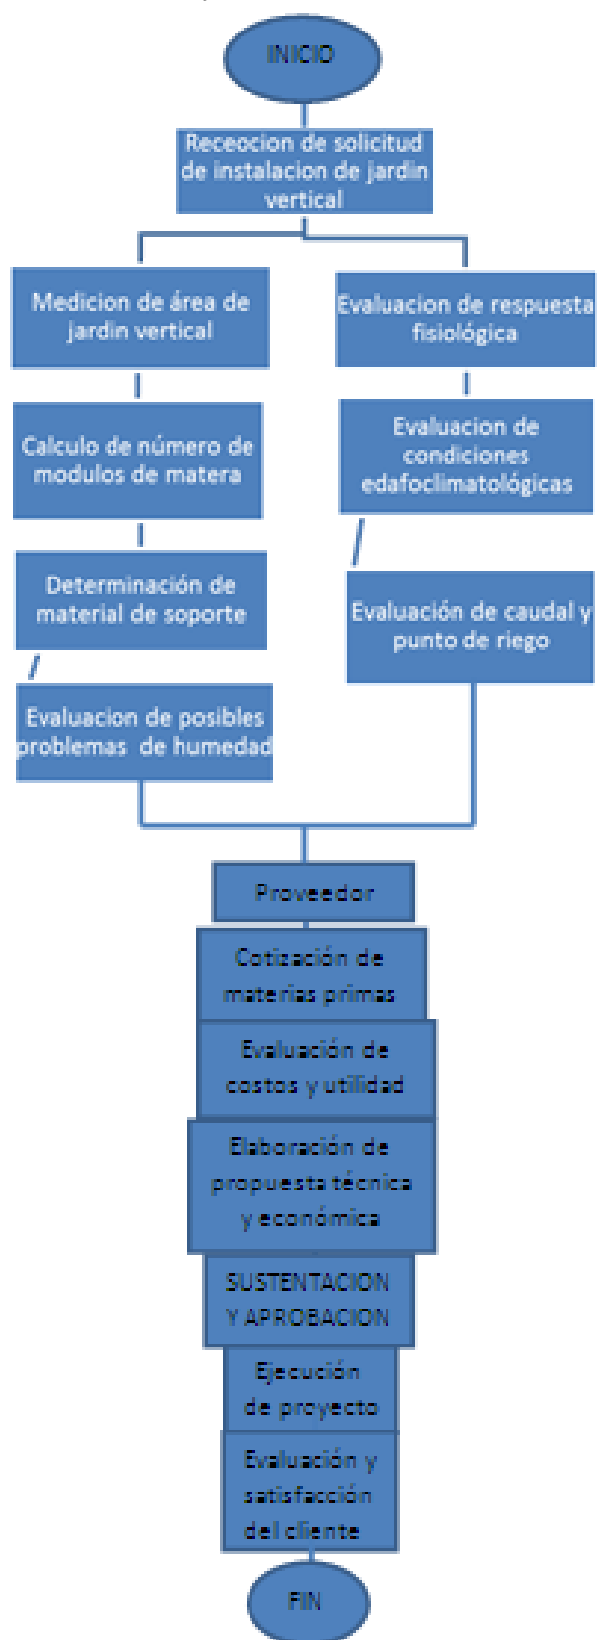 INICIO
Receocion de solicitud
de instalacion de jardin
vertical
Medicion de área de
jardin vertical
Calculo de número de
modulos de matera
Determinación de
material de soporte
Evaluacion de posibles
problemas de humedad
Evaluacion de respuesta
fisiológica
Evaluacion de
condiciones
edafoclimatológicas
Evaluación de caudal y
punto de riego
Proveedor
Cotización de
materias primas
Evaluación de
costos y utilidad
Elaboración de
propuesta técnica
y económica
SUSTENTACION
Y APROBACION
Ejecución
de proyecto
Evaluación y
satisfacción
del cliente
FIN